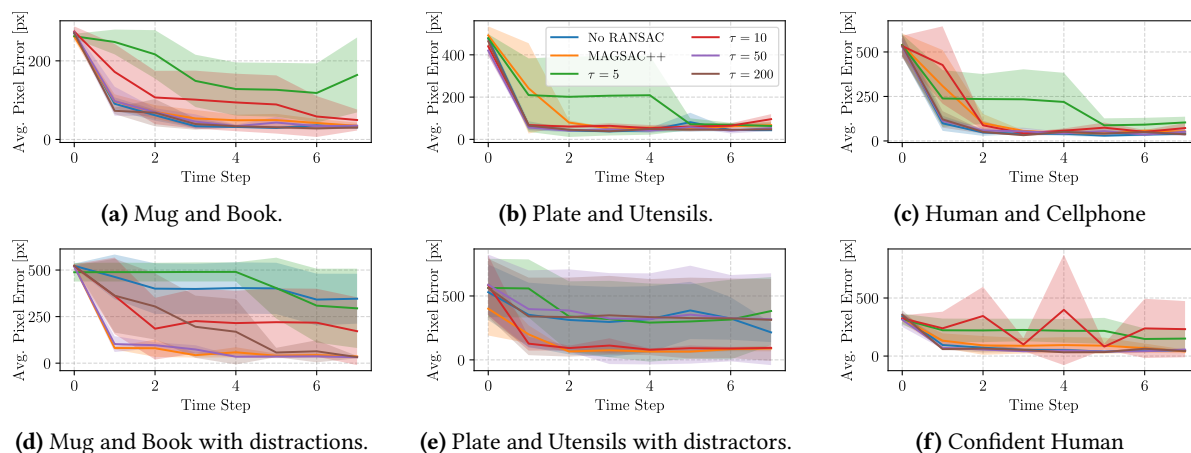 Avg. Pixel Error [px]
200
0
0 2 4 6
Time Step
(a) Mug and Book.
Avg. Pixel Error [px]
400
200
0
0 2 4 6
Time Step
No RANSAC
MAGSAC++
τ = 5
τ = 10
τ = 50
τ = 200
(b) Plate and Utensils.
Avg. Pixel Error [px]
500
250
0
0 2 4 6
Time Step
(c) Human and Cellphone
Avg. Pixel Error [px]
500
250
0
0 2 4 6
Time Step
(d) Mug and Book with distractions.
Avg. Pixel Error [px]
500
0
0 2 4 6
Time Step
(e) Plate and Utensils with distractors.
Avg. Pixel Error [px]
500
0
0 2 4 6
Time Step
(f) Confident Human